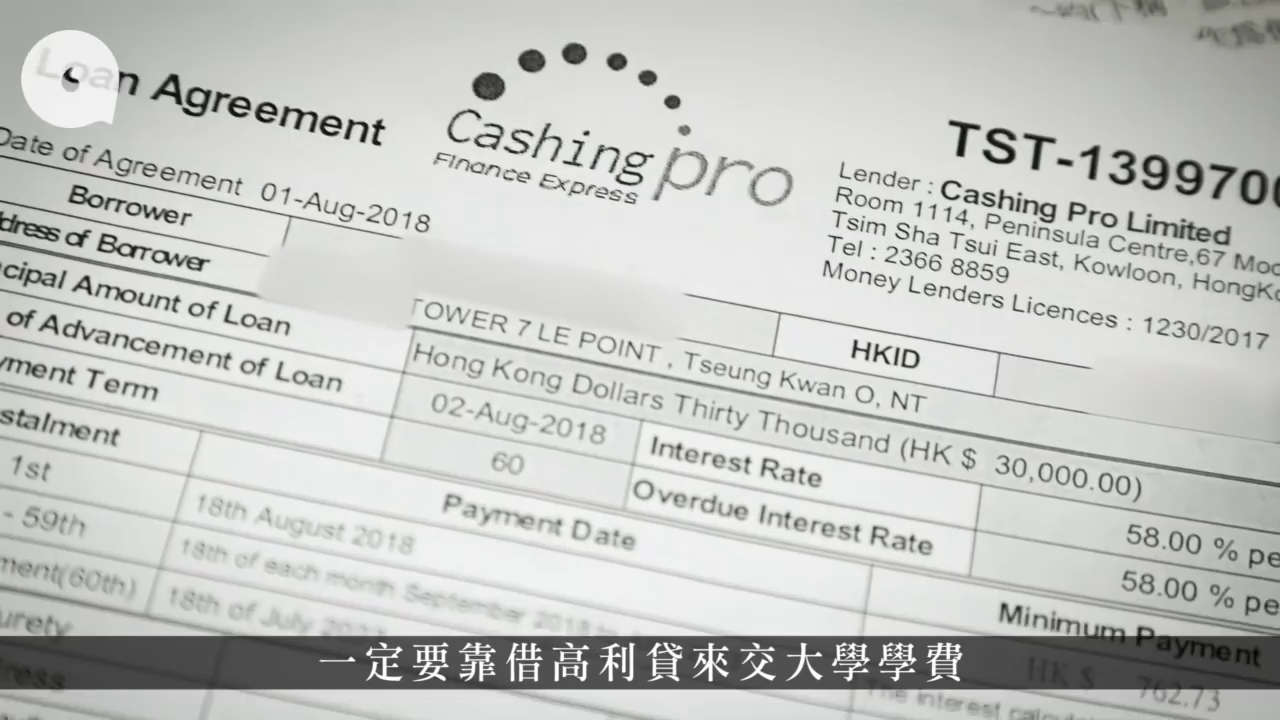 Loan Agreement
Cashing pro
Finance Express
TST-139970
Lender : Cashing Pro Limited
Room 1114, Peninsula Centre,67
Tsim Sha Tsui East, Kowloon,
Tel : 2366 8859
Money Lenders Licences : 1230/2017
Date of Agreement 01-Aug-2018
Borrower
HKID
dress of Borrower
TOWER 7 LE POINT , Tseung Kwan O, NT
cipal Amount of Loan
Hong Kong Dollars Thirty Thousand (HK $ 30,000.00)
of Advancement of Loan
02-Aug-2018
Interest Rate
58.00 % pe
yment Term
60
Overdue Interest Rate
58.00 % pe
stalment
Payment Date
Minimum Payment
1st
18th August 2018
HK $ 762.73
- 59th
18th of each month September 2018
ment(60th)
18th of July
urety
The interest
一定要靠借高利貸來交大學學費